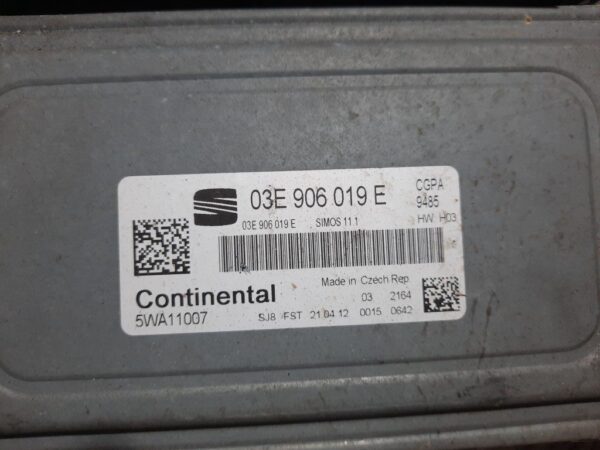 03E 906 019 E
CGPA
9485
03E 906 019 E SIMOS 11.1
HW H03
Made in Czech Rep
03 2164
Continental
5WA11007
SJ8 FST 21 04 12 0015 0642